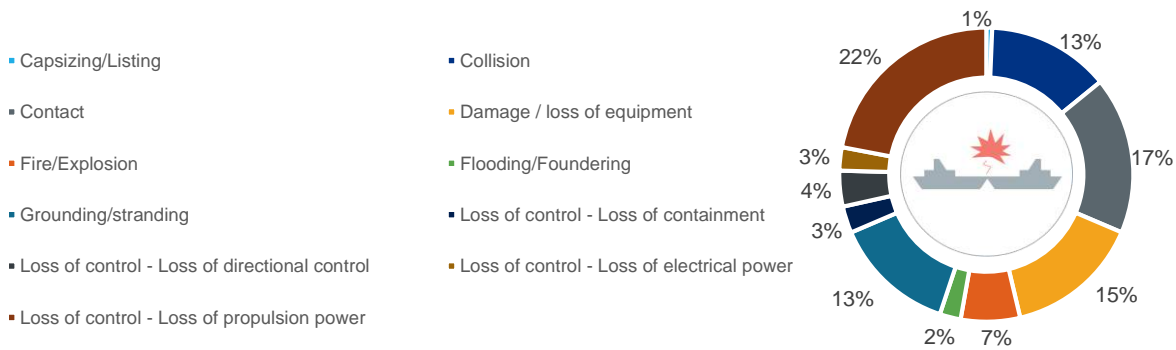 Capsizing/Listing
Collision
Contact
Damage / loss of equipment
Fire/Explosion
Flooding/Foundering
Grounding/stranding
Loss of control - Loss of containment
Loss of control - Loss of directional control
Loss of control - Loss of electrical power
Loss of control - Loss of propulsion power
1%
13%
17%
15%
7%
2%
13%
3%
4%
3%
22%